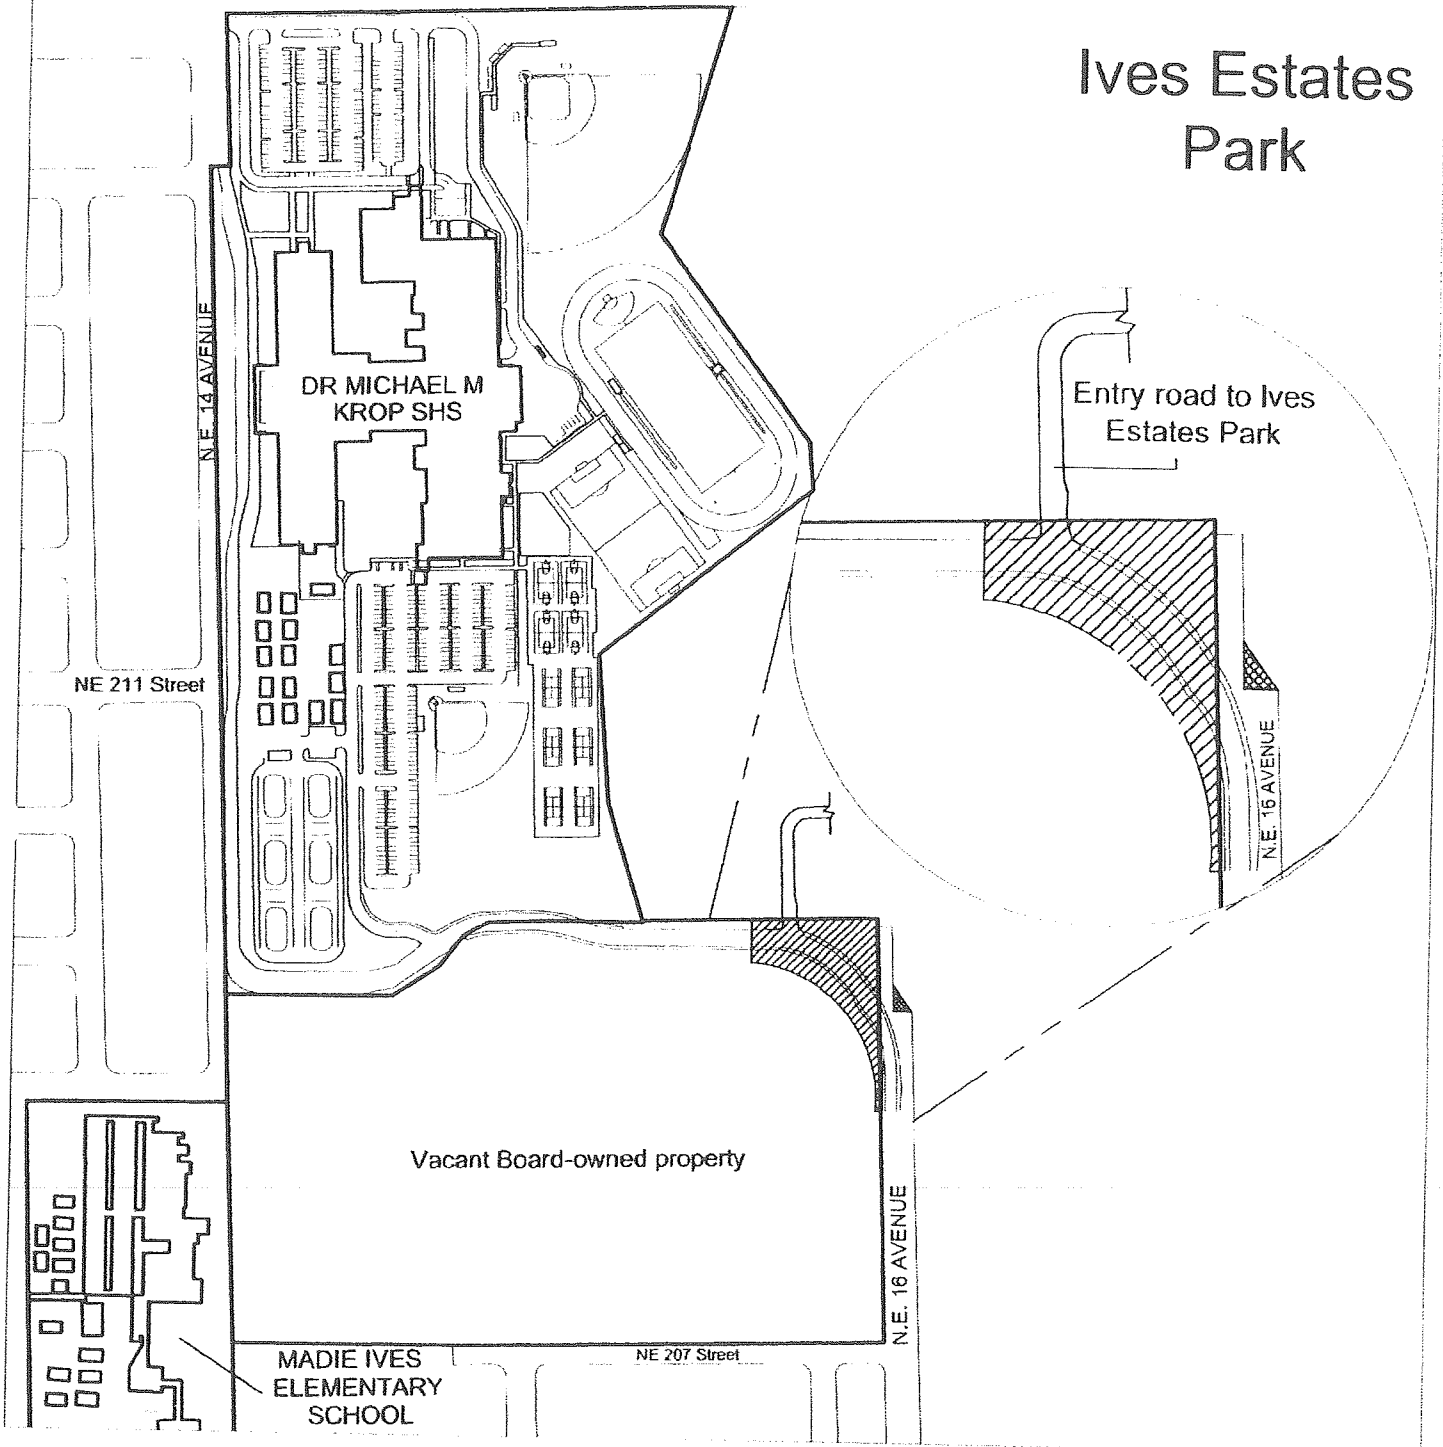 Ives Estates
Park
N.E. 14 AVENUE
DR MICHAEL M
KROP SHS
Entry road to Ives
Estates Park
NE 211 Street
N.E. 16 AVENUE
Vacant Board-owned property
N.E. 16 AVENUE
NE 207 Street
MADIE IVES
ELEMENTARY
SCHOOL